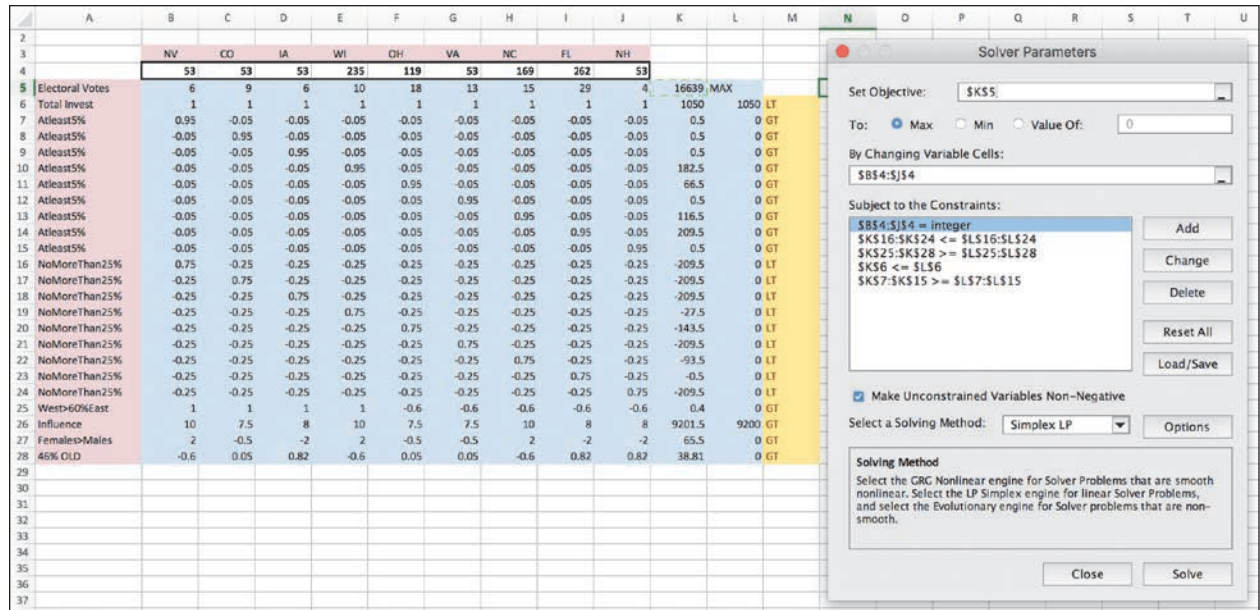 A B C D E F G H I J K L M N O P Q R S T U
2
3 NV CO IA WI OH VA NC FL NH
4 53 53 53 235 119 53 169 262 53
5 Electoral Votes 6 9 6 10 18 13 15 29 4 16639 MAX
6 Total Invest 1 1 1 1 1 1 1 1 1 1050 1050 LT
7 Atleast5% 0.95 -0.05 -0.05 -0.05 -0.05 -0.05 -0.05 -0.05 -0.05 0.5 0 GT
8 Atleast5% -0.05 0.95 -0.05 -0.05 -0.05 -0.05 -0.05 -0.05 -0.05 0.5 0 GT
9 Atleast5% -0.05 -0.05 0.95 -0.05 -0.05 -0.05 -0.05 -0.05 -0.05 0.5 0 GT
10 Atleast5% -0.05 -0.05 -0.05 0.95 -0.05 -0.05 -0.05 -0.05 -0.05 182.5 0 GT
11 Atleast5% -0.05 -0.05 -0.05 -0.05 0.95 -0.05 -0.05 -0.05 -0.05 66.5 0 GT
12 Atleast5% -0.05 -0.05 -0.05 -0.05 -0.05 0.95 -0.05 -0.05 -0.05 0.5 0 GT
13 Atleast5% -0.05 -0.05 -0.05 -0.05 -0.05 -0.05 0.95 -0.05 -0.05 116.5 0 GT
14 Atleast5% -0.05 -0.05 -0.05 -0.05 -0.05 -0.05 -0.05 0.95 -0.05 209.5 0 GT
15 Atleast5% -0.05 -0.05 -0.05 -0.05 -0.05 -0.05 -0.05 -0.05 0.95 0.5 0 GT
16 NoMoreThan25% 0.75 -0.25 -0.25 -0.25 -0.25 -0.25 -0.25 -0.25 -0.25 -209.5 0 LT
17 NoMoreThan25% -0.25 0.75 -0.25 -0.25 -0.25 -0.25 -0.25 -0.25 -0.25 -209.5 0 LT
18 NoMoreThan25% -0.25 -0.25 0.75 -0.25 -0.25 -0.25 -0.25 -0.25 -0.25 -209.5 0 LT
19 NoMoreThan25% -0.25 -0.25 -0.25 0.75 -0.25 -0.25 -0.25 -0.25 -0.25 -27.5 0 LT
20 NoMoreThan25% -0.25 -0.25 -0.25 -0.25 0.75 -0.25 -0.25 -0.25 -0.25 -143.5 0 LT
21 NoMoreThan25% -0.25 -0.25 -0.25 -0.25 -0.25 0.75 -0.25 -0.25 -0.25 -209.5 0 LT
22 NoMoreThan25% -0.25 -0.25 -0.25 -0.25 -0.25 -0.25 0.75 -0.25 -0.25 -93.5 0 LT
23 NoMoreThan25% -0.25 -0.25 -0.25 -0.25 -0.25 -0.25 -0.25 0.75 -0.25 -0.5 0 LT
24 NoMoreThan25% -0.25 -0.25 -0.25 -0.25 -0.25 -0.25 -0.25 -0.25 0.75 -209.5 0 LT
25 West>60%East 1 1 1 1 -0.6 -0.6 -0.6 -0.6 -0.6 0.4 0 GT
26 Influence 10 7.5 8 10 7.5 7.5 10 8 8 9201.5 9200 GT
27 Females>Males 2 -0.5 -2 2 -0.5 -0.5 2 -2 -2 65.5 0 GT
28 46% OLD -0.6 0.05 0.82 -0.6 0.05 0.05 -0.6 0.82 0.82 38.81 0 GT
29
30
31
32
33
34
35
36
37
Solver Parameters
Set Objective: $K$5
To: Max Min Value Of: 0
By Changing Variable Cells:
$B$4:$J$4
Subject to the Constraints:
$B$4:$J$4 = integer
$K$16:$K$24 <= $L$16:$L$24
$K$25:$K$28 >= $L$25:$L$28
$K$6 <= $L$6
$K$7:$K$15 >= $L$7:$L$15
Add
Change
Delete
Reset All
Load/Save
Make Unconstrained Variables Non-Negative
Select a Solving Method: Simplex LP Options
Solving Method
Select the GRG Nonlinear engine for Solver Problems that are smooth
nonlinear. Select the LP Simplex engine for linear Solver Problems,
and select the Evolutionary engine for Solver problems that are non-
smooth.
Close Solve